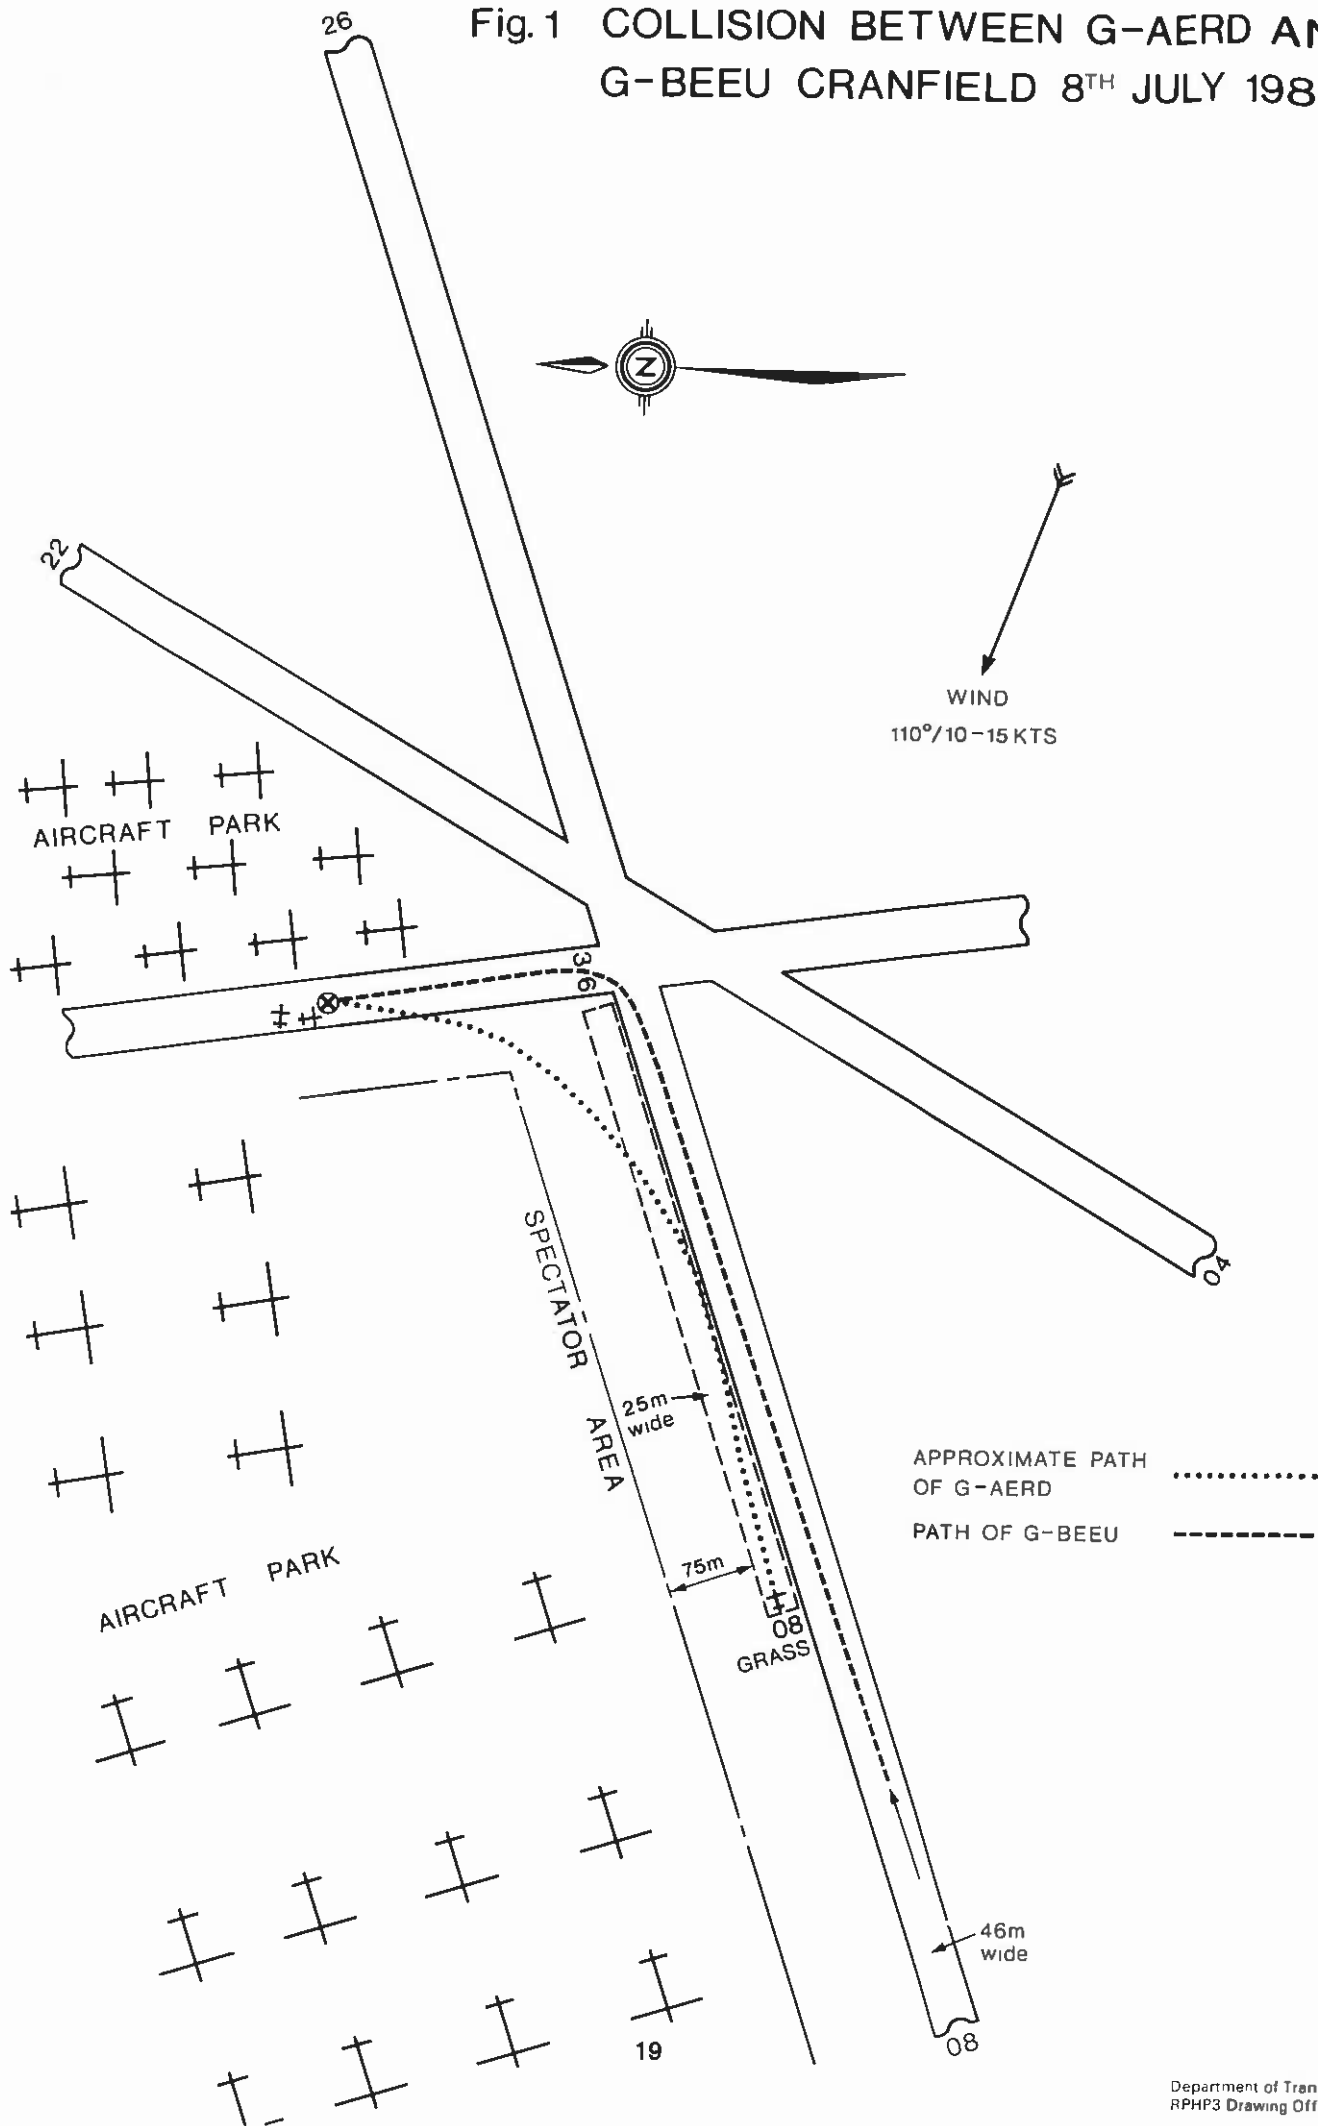 Fig. 1 COLLISION BETWEEN G-AERD AN
G-BEEU CRANFIELD 8TH JULY 198
26
N
22
WIND
110°/10-15 KTS
AIRCRAFT PARK
36
SPECTATOR AREA
04
25m
wide
APPROXIMATE PATH
OF G-AERD
PATH OF G-BEEU
75m
AIRCRAFT PARK
08
GRASS
46m
wide
19
08
Department of Tran
RPHP3 Drawing Off